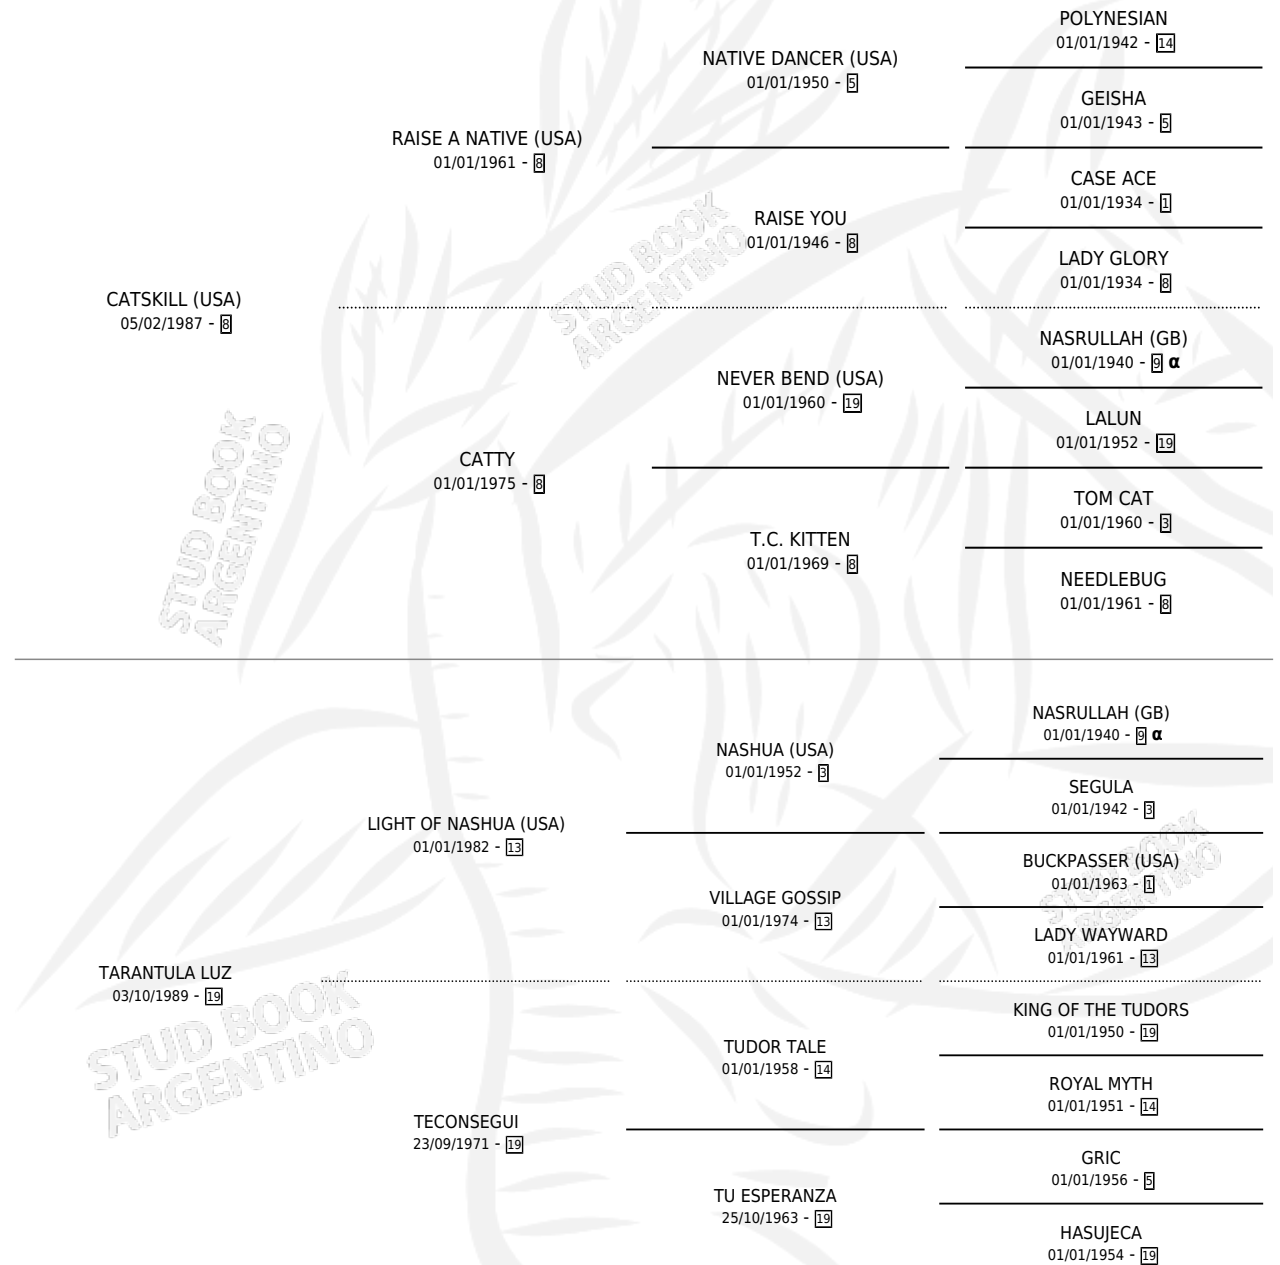 POLYNESIAN
01/01/1942 - 14
NATIVE DANCER (USA)
01/01/1950 - 5
GEISHA
01/01/1943 - 5
RAISE A NATIVE (USA)
01/01/1961 - 8
CASE ACE
01/01/1934 - 1
RAISE YOU
01/01/1946 - 8
LADY GLORY
01/01/1934 - 8
CATSKILL (USA)
05/02/1987 - 8
NASRULLAH (GB)
01/01/1940 - 9 α
NEVER BEND (USA)
01/01/1960 - 19
LALUN
01/01/1952 - 19
CATTY
01/01/1975 - 8
TOM CAT
01/01/1960 - 3
T.C. KITTEN
01/01/1969 - 8
NEEDLEBUG
01/01/1961 - 8
NASRULLAH (GB)
01/01/1940 - 9 α
NASHUA (USA)
01/01/1952 - 3
SEGULA
01/01/1942 - 3
LIGHT OF NASHUA (USA)
01/01/1982 - 13
BUCKPASSER (USA)
01/01/1963 - 1
VILLAGE GOSSIP
01/01/1974 - 13
LADY WAYWARD
01/01/1961 - 13
TARANTULA LUZ
03/10/1989 - 19
KING OF THE TUDORS
01/01/1950 - 19
TUDOR TALE
01/01/1958 - 14
ROYAL MYTH
01/01/1951 - 14
TECONSEGUI
23/09/1971 - 19
GRIC
01/01/1956 - 5
TU ESPERANZA
25/10/1963 - 19
HASUJECA
01/01/1954 - 19
STUD BOOK
ARGENTINO
STUD BOOK
ARGENTINO
STUD BOOK
ARGENTINO
STUD BOOK
ARGENTINO